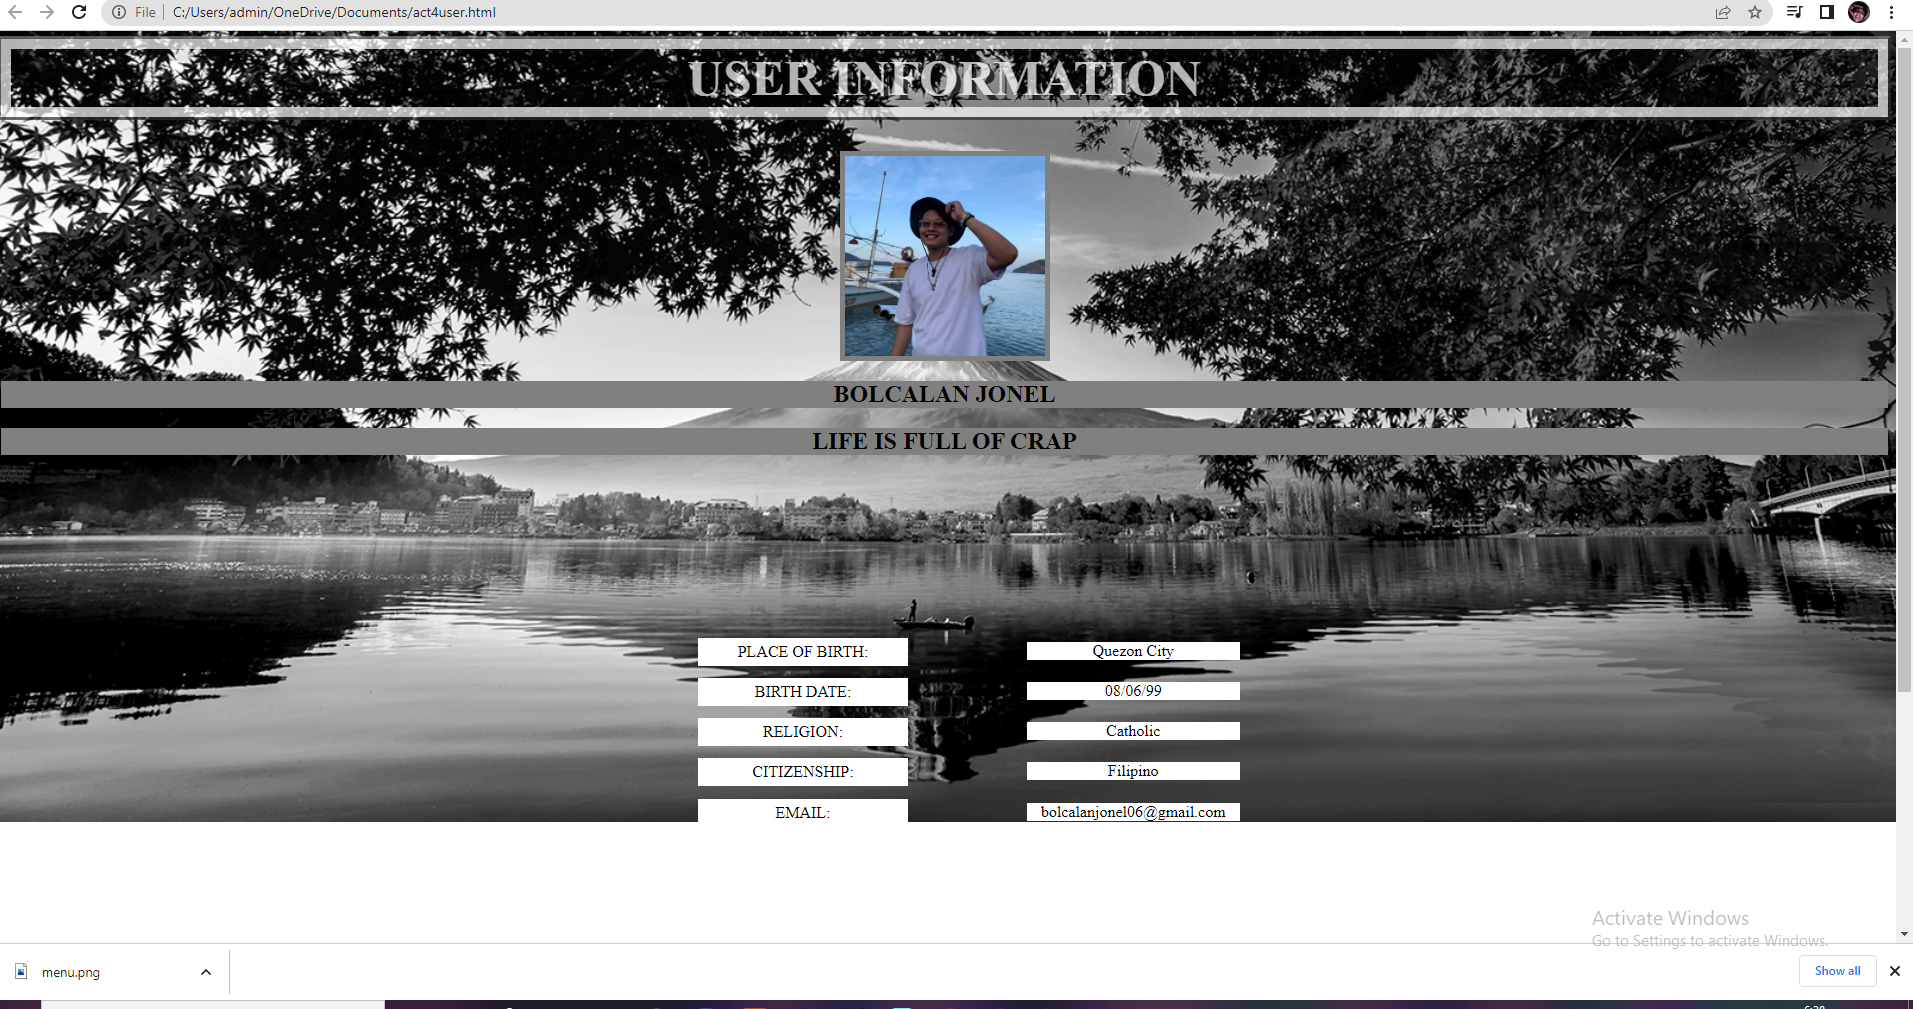 File
C:/Users/admin/OneDrive/Documents/act4user.html
USER INFORMATION
BOLCALAN JONEL
LIFE IS FULL OF CRAP
PLACE OF BIRTH: Quezon City
BIRTH DATE: 08/06/99
RELIGION: Catholic
CITIZENSHIP: Filipino
EMAIL: bolcalanjonel06@gmail.com
Activate Windows
Go to Settings to activate Windows.
menu.png
Show all